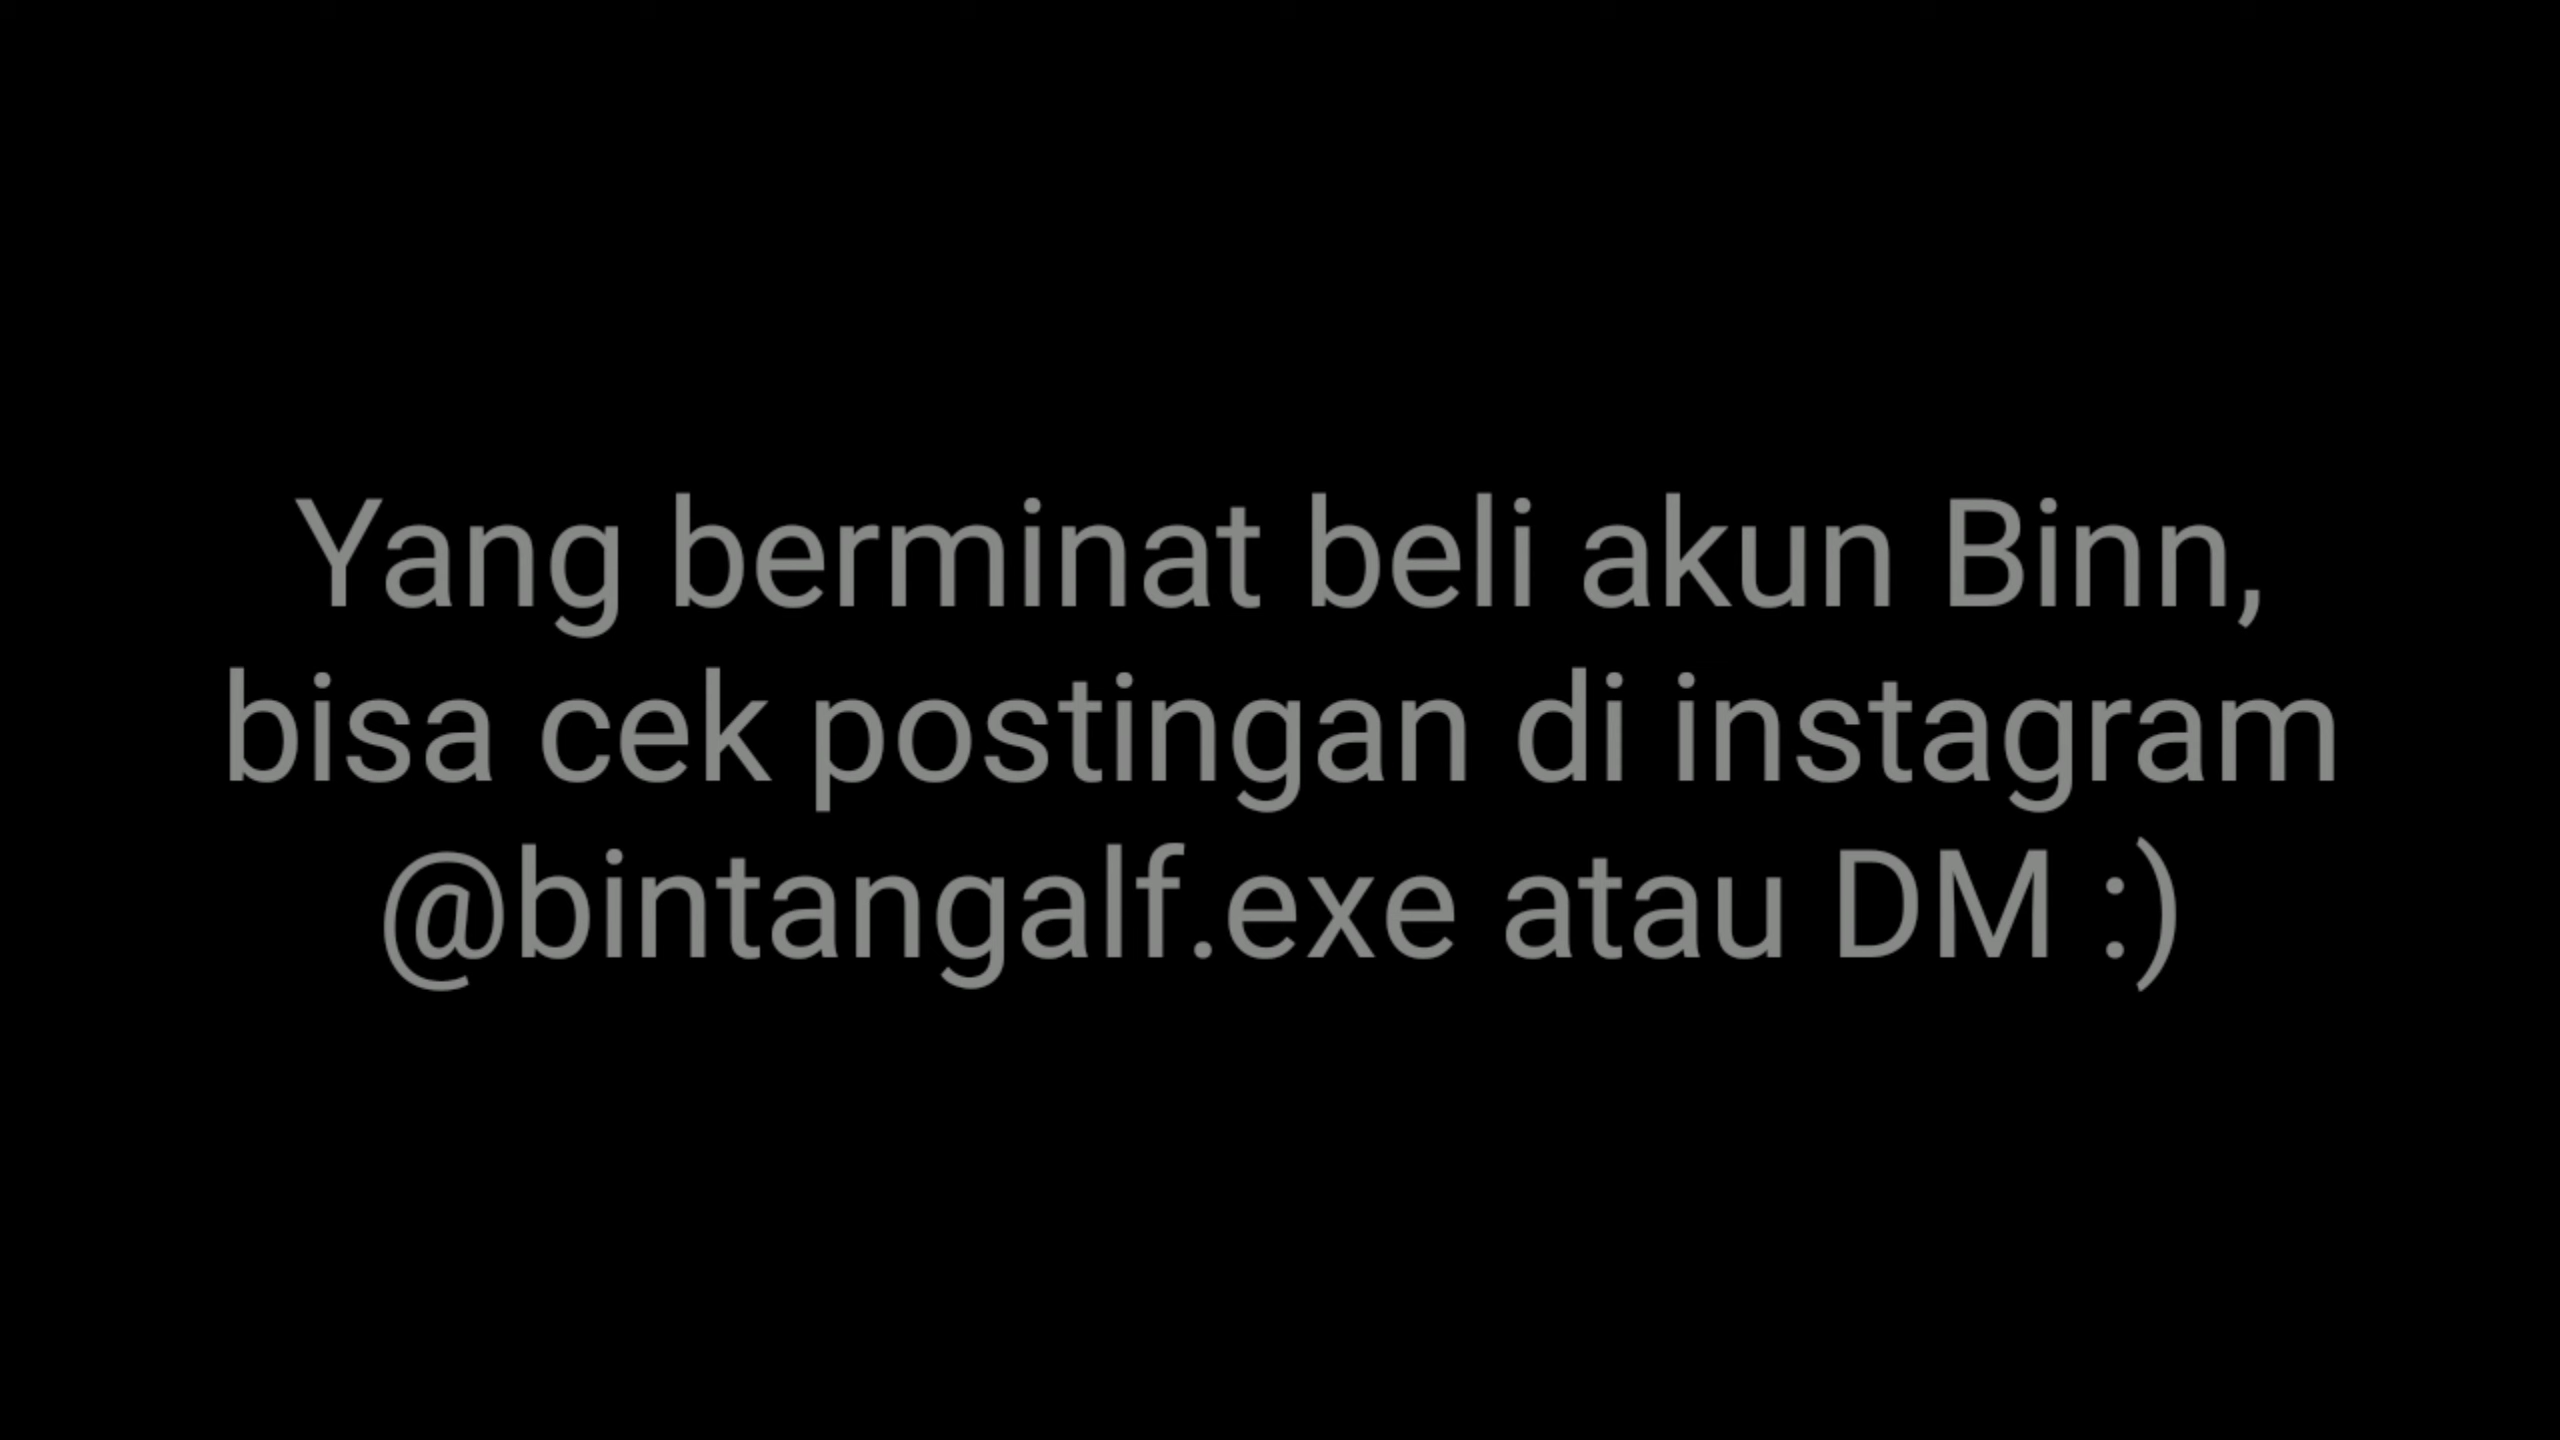 Yang berminat beli akun Binn,
bisa cek postingan di instagram
@bintangalf.exe atau DM :)